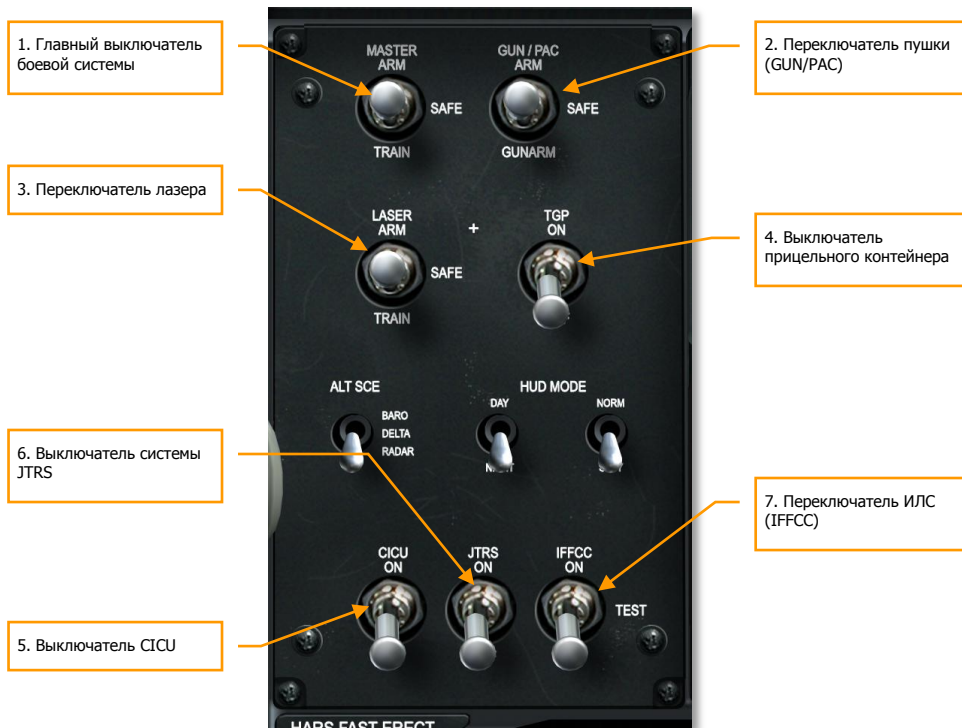 1. Главный выключатель
боевой системы
MASTER
ARM
SAFE
TRAIN
GUN / PAC
ARM
SAFE
GUNARM
2. Переключатель пушки
(GUN/PAC)
3. Переключатель лазера
LASER
ARM
SAFE
TRAIN
+
TGP
ON
4. Выключатель
прицельного контейнера
ALT SCE
BARO
DELTA
RADAR
HUD MODE
DAY
NORM
6. Выключатель системы
JTRS
7. Переключатель ИЛС
(IFFCC)
CICU
ON
JTRS
ON
IFFCC
ON
TEST
5. Выключатель CICU
HARS FAST ERECT